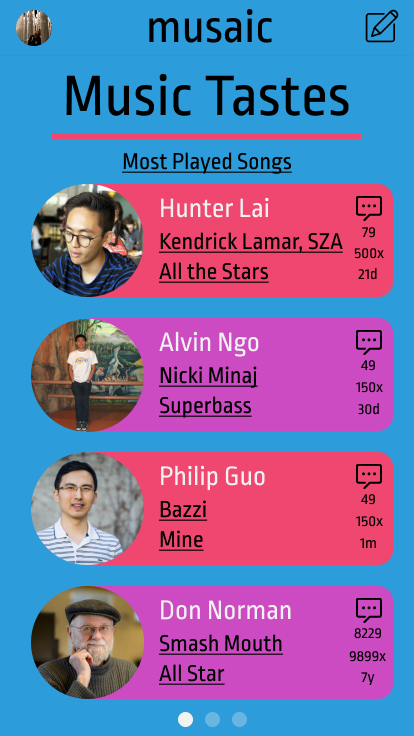 musaic
Music Tastes
Most Played Songs
Hunter Lai
Kendrick Lamar, SZA
All the Stars
79
500x
21d
Alvin Ngo
Nicki Minaj
Superbass
49
150x
30d
Philip Guo
Bazzi
Mine
49
150x
1m
Don Norman
Smash Mouth
All Star
8229
9899x
7y